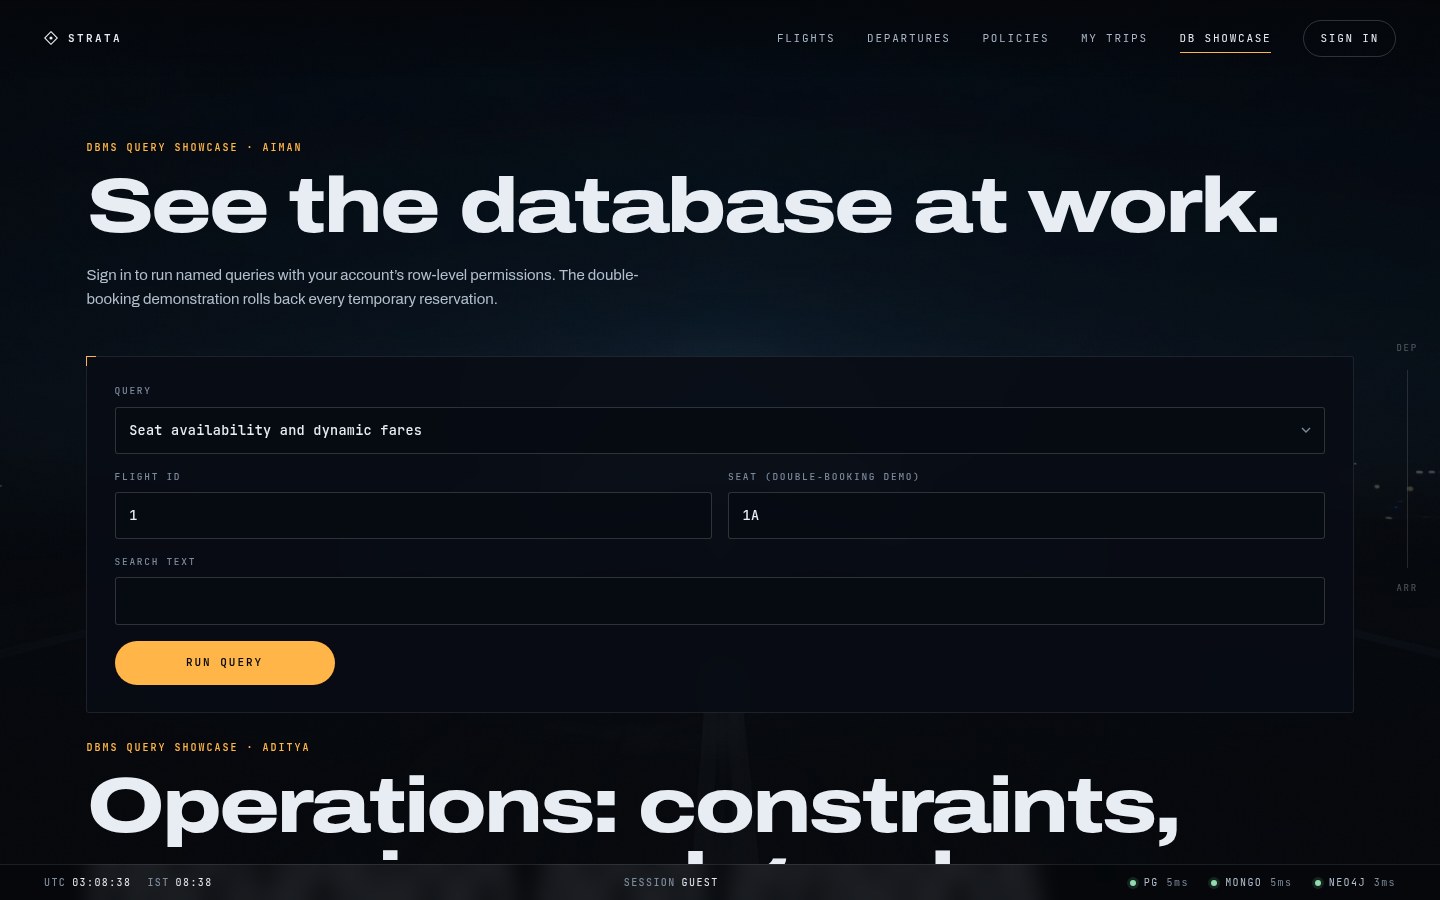 STRATA
FLIGHTS DEPARTURES POLICIES MY TRIPS DB SHOWCASE SIGN IN
DBMS QUERY SHOWCASE · AIMAN
See the database at work.
Sign in to run named queries with your account’s row-level permissions. The double-
booking demonstration rolls back every temporary reservation.
DEP
QUERY
Seat availability and dynamic fares
FLIGHT ID SEAT (DOUBLE-BOOKING DEMO)
1 1A
SEARCH TEXT
ARR
RUN QUERY
DBMS QUERY SHOWCASE · ADITYA
Operations: constraints,
UTC 03:08:38 IST 08:38 SESSION GUEST PG 5ms MONGO 5ms NEO4J 3ms